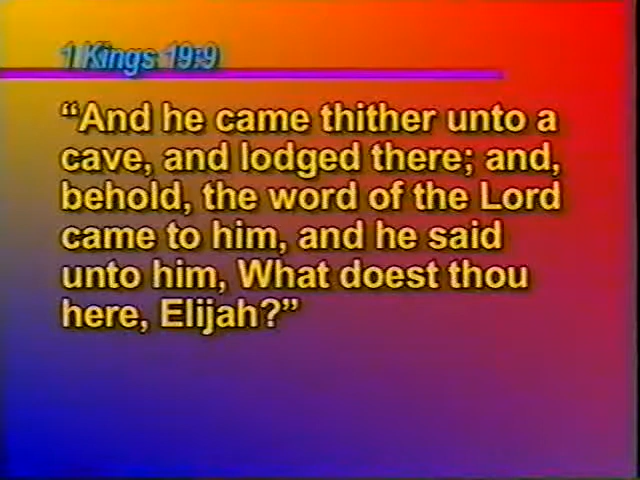 1 Kings 19:9
“And he came thither unto a
cave, and lodged there; and,
behold, the word of the Lord
came to him, and he said
unto him, What doest thou
here, Elijah?”